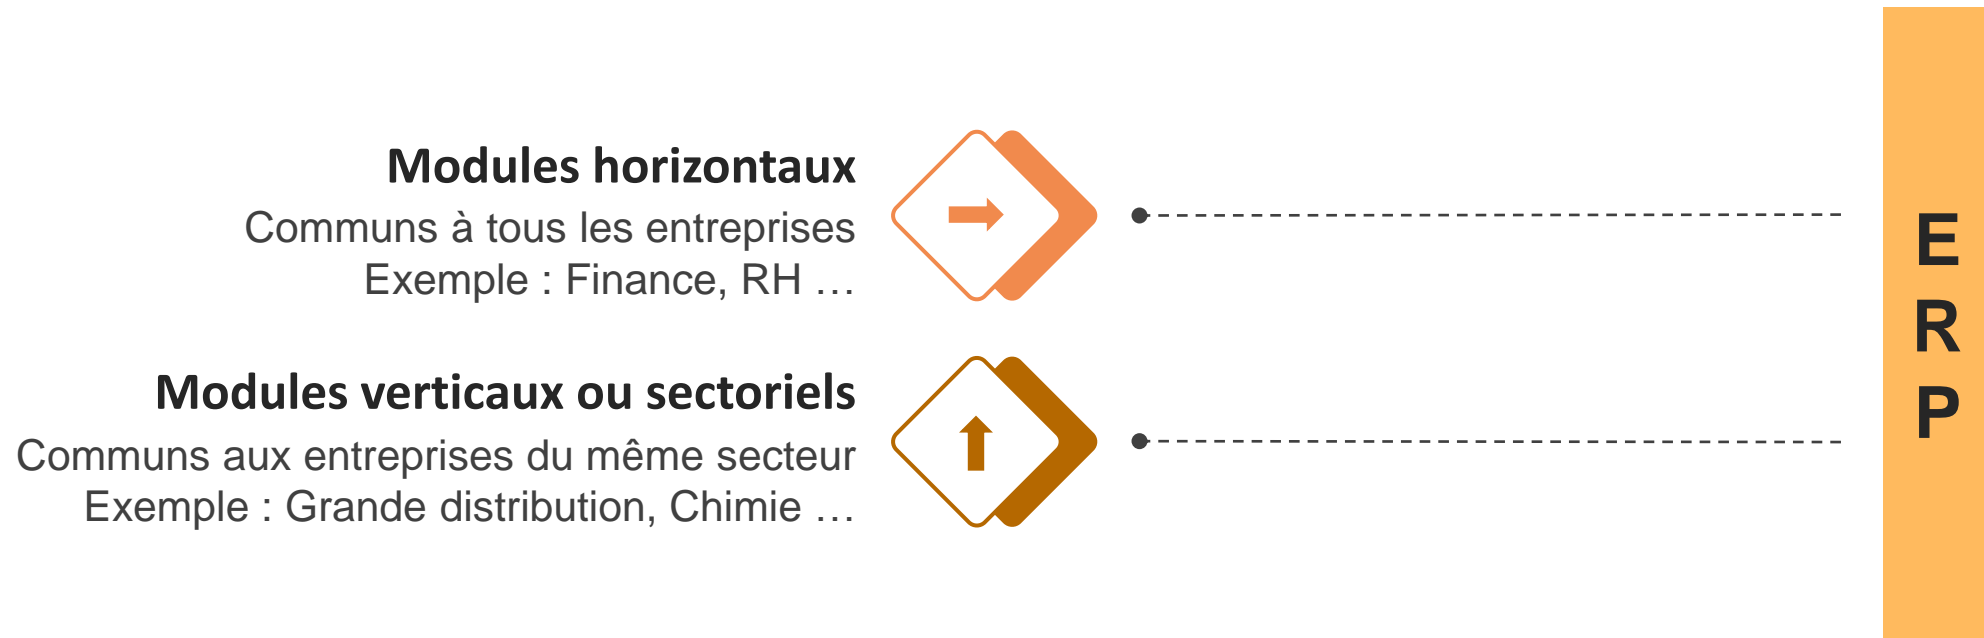 Modules horizontaux
Communs à tous les entreprises
Exemple : Finance, RH …
Modules verticaux ou sectoriels
Communs aux entreprises du même secteur
Exemple : Grande distribution, Chimie …
E
R
P